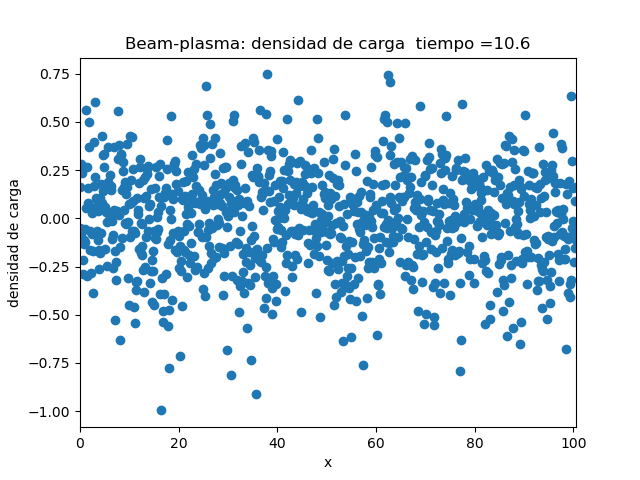 Beam-plasma: densidad de carga  tiempo =10.6
0.75
0.50
0.25
0.00
−0.25
−0.50
−0.75
−1.00
densidad de carga
0 20 40 60 80 100
x